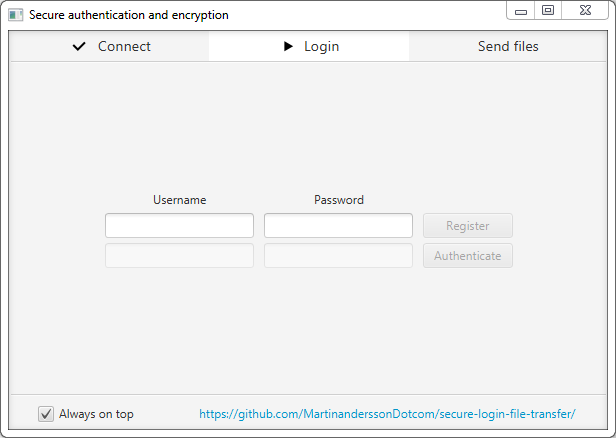 Secure authentication and encryption
Connect Login Send files
Username Password
Register
Authenticate
Always on top https://github.com/MartinanderssonDotcom/secure-login-file-transfer/